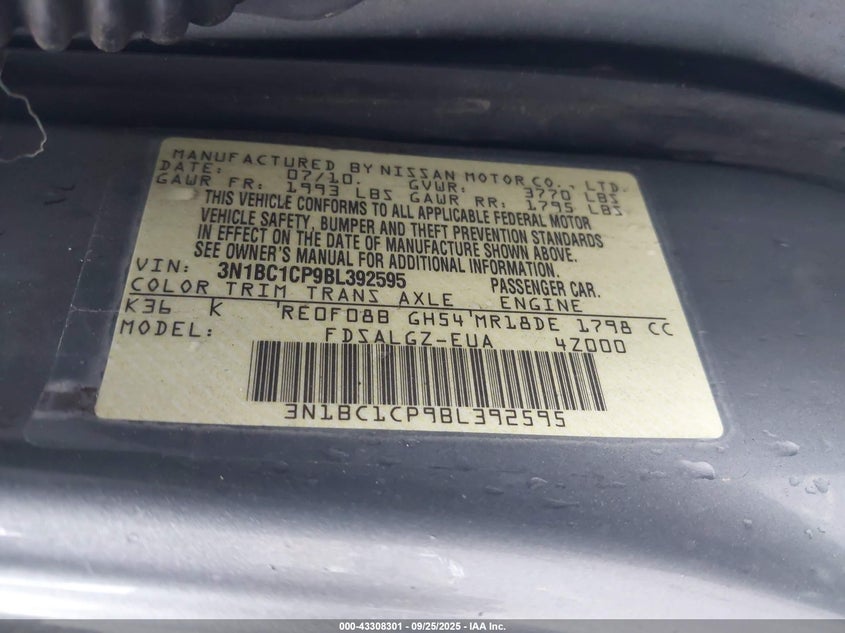 MANUFACTURED BY NISSAN MOTOR CO., LTD.
DATE: 07/10. GVWR: 3770 LBS
GAWR FR: 1993 LBS GAWR RR: 1795 LBS
THIS VEHICLE CONFORMS TO ALL APPLICABLE FEDERAL MOTOR
VEHICLE SAFETY, BUMPER AND THEFT PREVENTION STANDARDS
IN EFFECT ON THE DATE OF MANUFACTURE SHOWN ABOVE.
SEE OWNER'S MANUAL FOR ADDITIONAL INFORMATION.
VIN: 3N1BC1CP9BL392595 PASSENGER CAR.
COLOR TRIM TRANS AXLE ENGINE
K36 K RE0F08B GH54 MR18DE 1798 CC
MODEL: FDSALGZ-EUA 4Z000
3N1BC1CP9BL392595
000-43308301 - 09/25/2025 - IAA Inc.